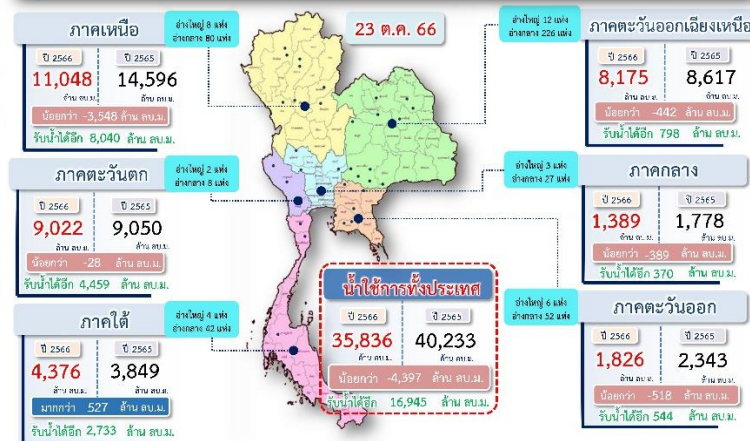 23 ต.ค. 66
ภาคเหนือ
อ่างใหญ่ 8 แห่ง
อ่างกลาง 80 แห่ง
ปี 2566 ปี 2565
11,048 14,596
ล้าน ลบ.ม. ล้าน ลบ.ม.
น้อยกว่า -3,548 ล้าน ลบ.ม.
รับน้ำได้อีก 8,040 ล้าน ลบ.ม.
ภาคตะวันออกเฉียงเหนือ
อ่างใหญ่ 12 แห่ง
อ่างกลาง 226 แห่ง
ปี 2566 ปี 2565
8,175 8,617
ล้าน ลบ.ม. ล้าน ลบ.ม.
น้อยกว่า -442 ล้าน ลบ.ม.
รับน้ำได้อีก 798 ล้าน ลบ.ม.
ภาคตะวันตก
อ่างใหญ่ 2 แห่ง
อ่างกลาง 8 แห่ง
ปี 2566 ปี 2565
9,022 9,050
ล้าน ลบ.ม. ล้าน ลบ.ม.
น้อยกว่า -28 ล้าน ลบ.ม.
รับน้ำได้อีก 4,459 ล้าน ลบ.ม.
ภาคกลาง
อ่างใหญ่ 3 แห่ง
อ่างกลาง 27 แห่ง
ปี 2566 ปี 2565
1,389 1,778
ล้าน ลบ.ม. ล้าน ลบ.ม.
น้อยกว่า -389 ล้าน ลบ.ม.
รับน้ำได้อีก 370 ล้าน ลบ.ม.
ภาคใต้
อ่างใหญ่ 4 แห่ง
อ่างกลาง 42 แห่ง
ปี 2566 ปี 2565
4,376 3,849
ล้าน ลบ.ม. ล้าน ลบ.ม.
มากกว่า 527 ล้าน ลบ.ม.
รับน้ำได้อีก 2,733 ล้าน ลบ.ม.
น้ำใช้การทั้งประเทศ
ปี 2566 ปี 2565
35,836 40,233
ล้าน ลบ.ม. ล้าน ลบ.ม.
น้อยกว่า -4,397 ล้าน ลบ.ม.
รับน้ำได้อีก 16,945 ล้าน ลบ.ม.
ภาคตะวันออก
อ่างใหญ่ 6 แห่ง
อ่างกลาง 52 แห่ง
ปี 2566 ปี 2565
1,826 2,343
ล้าน ลบ.ม. ล้าน ลบ.ม.
น้อยกว่า -518 ล้าน ลบ.ม.
รับน้ำได้อีก 544 ล้าน ลบ.ม.